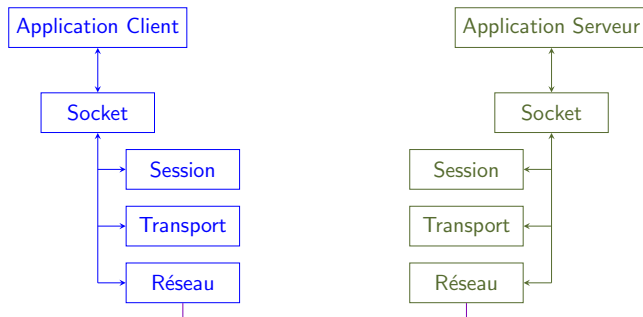 Application Client
Application Serveur
Socket
Socket
Session
Session
Transport
Transport
Réseau
Réseau